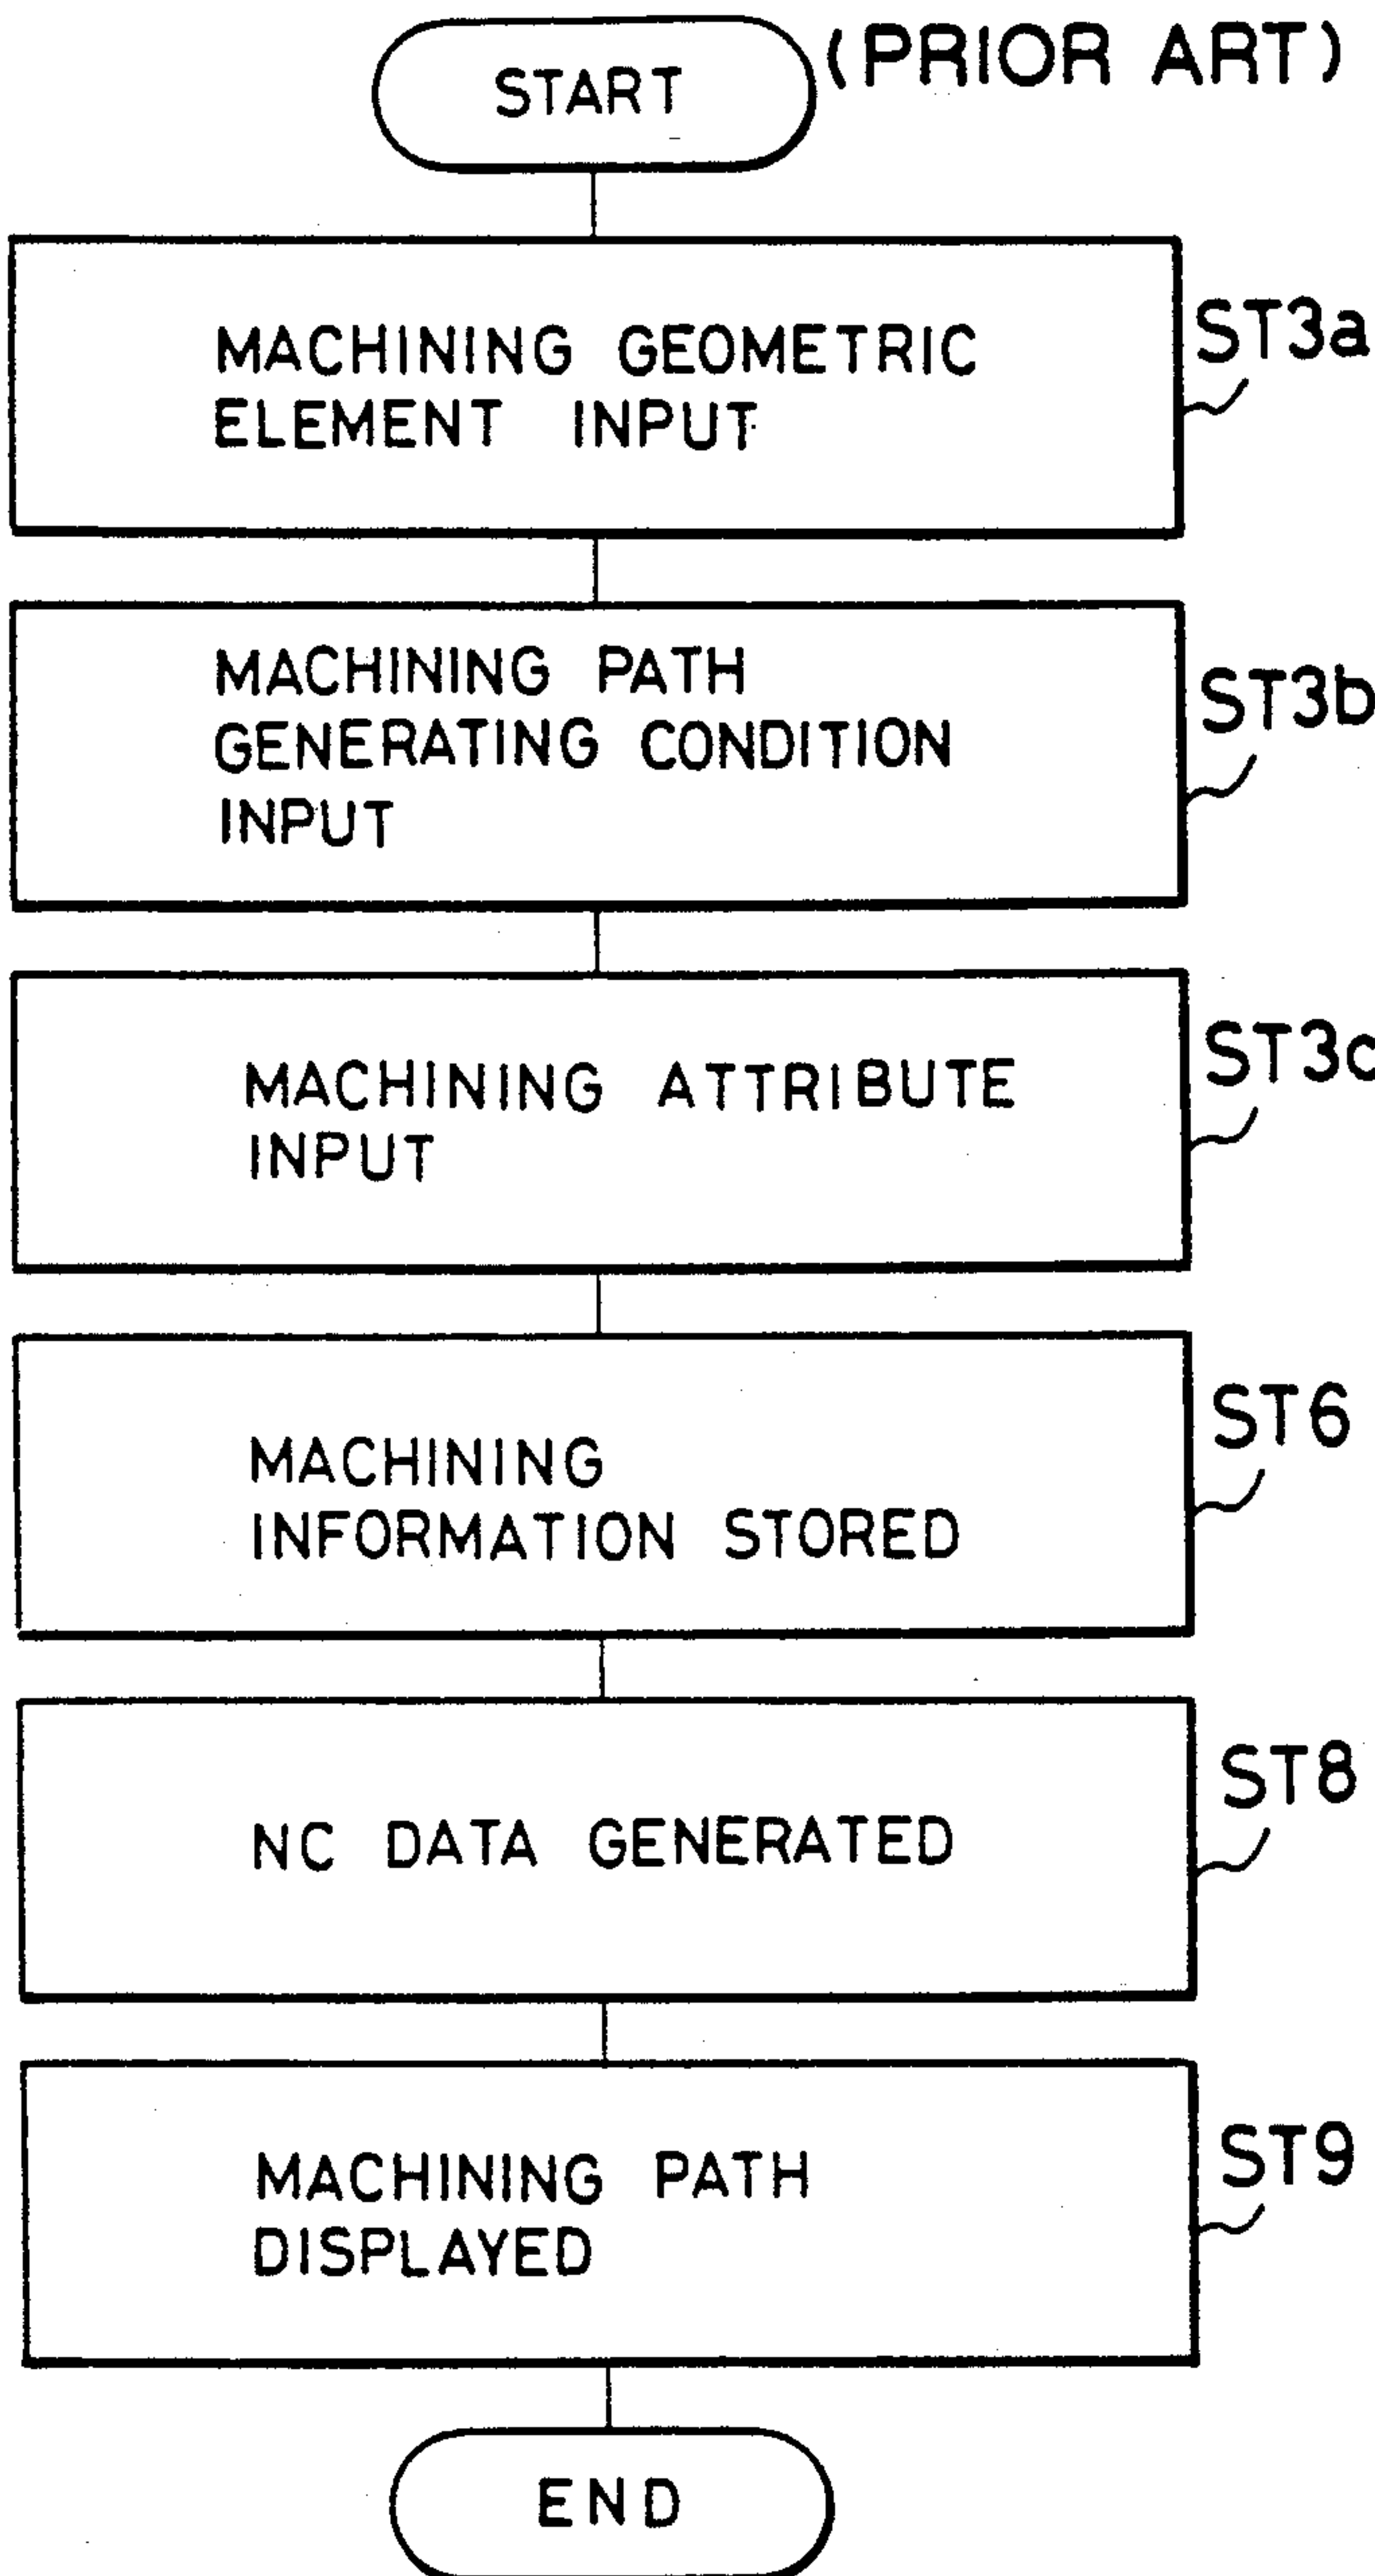 START
(PRIOR ART)
MACHINING GEOMETRIC
ELEMENT INPUT
ST3a
MACHINING PATH
GENERATING CONDITION
INPUT
ST3b
MACHINING ATTRIBUTE
INPUT
ST3c
MACHINING
INFORMATION STORED
ST6
NC DATA GENERATED
ST8
MACHINING PATH
DISPLAYED
ST9
END